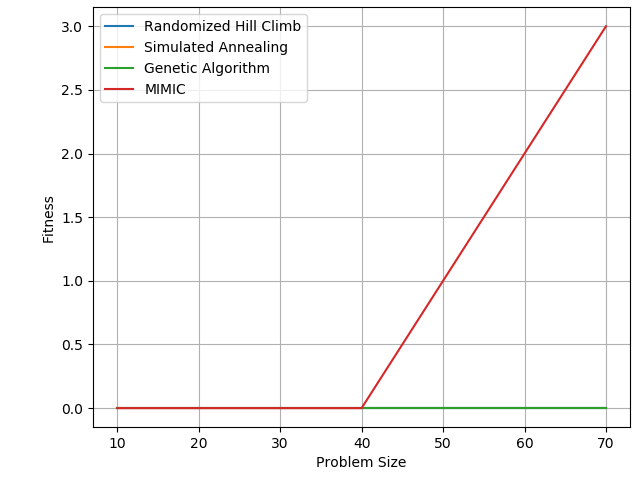 Randomized Hill Climb
Simulated Annealing
Genetic Algorithm
MIMIC
3.0
2.5
2.0
1.5
1.0
0.5
0.0
Fitness
10 20 30 40 50 60 70
Problem Size